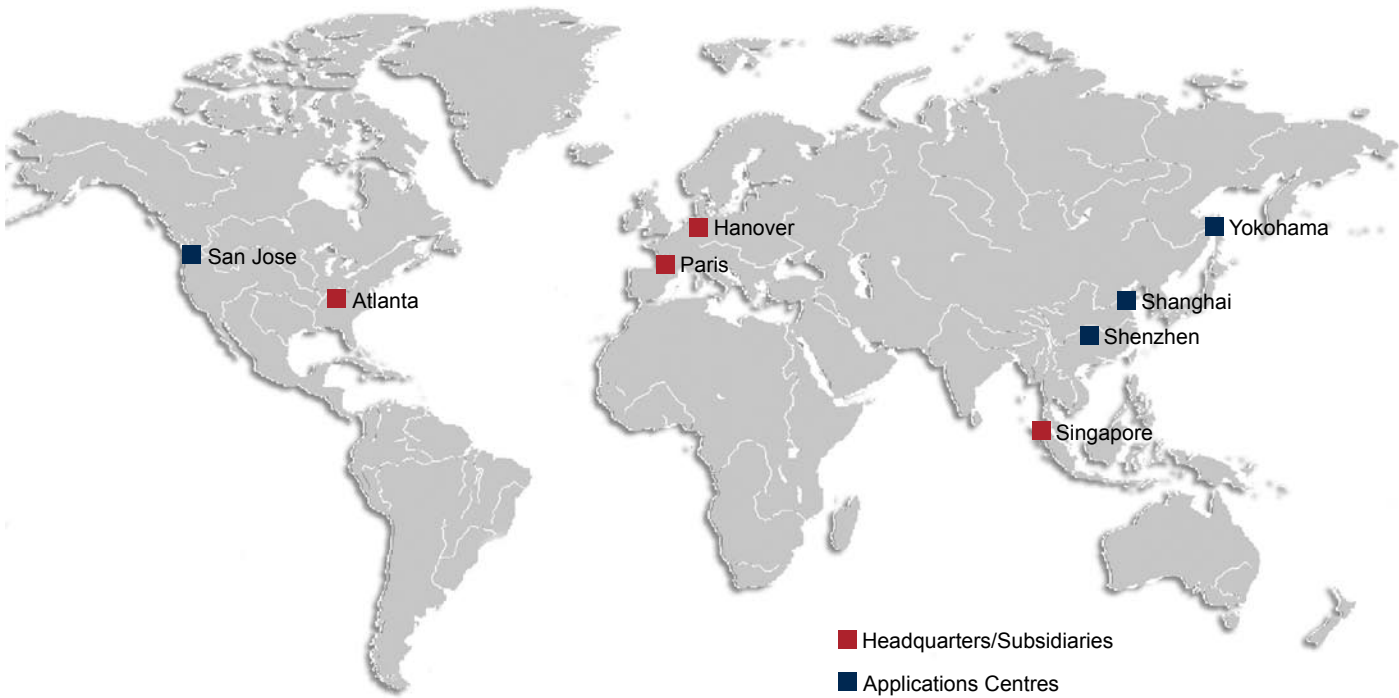 Hanover
Yokohama
San Jose
Paris
Atlanta
Shanghai
Shenzhen
Singapore
Headquarters/Subsidiaries
Applications Centres